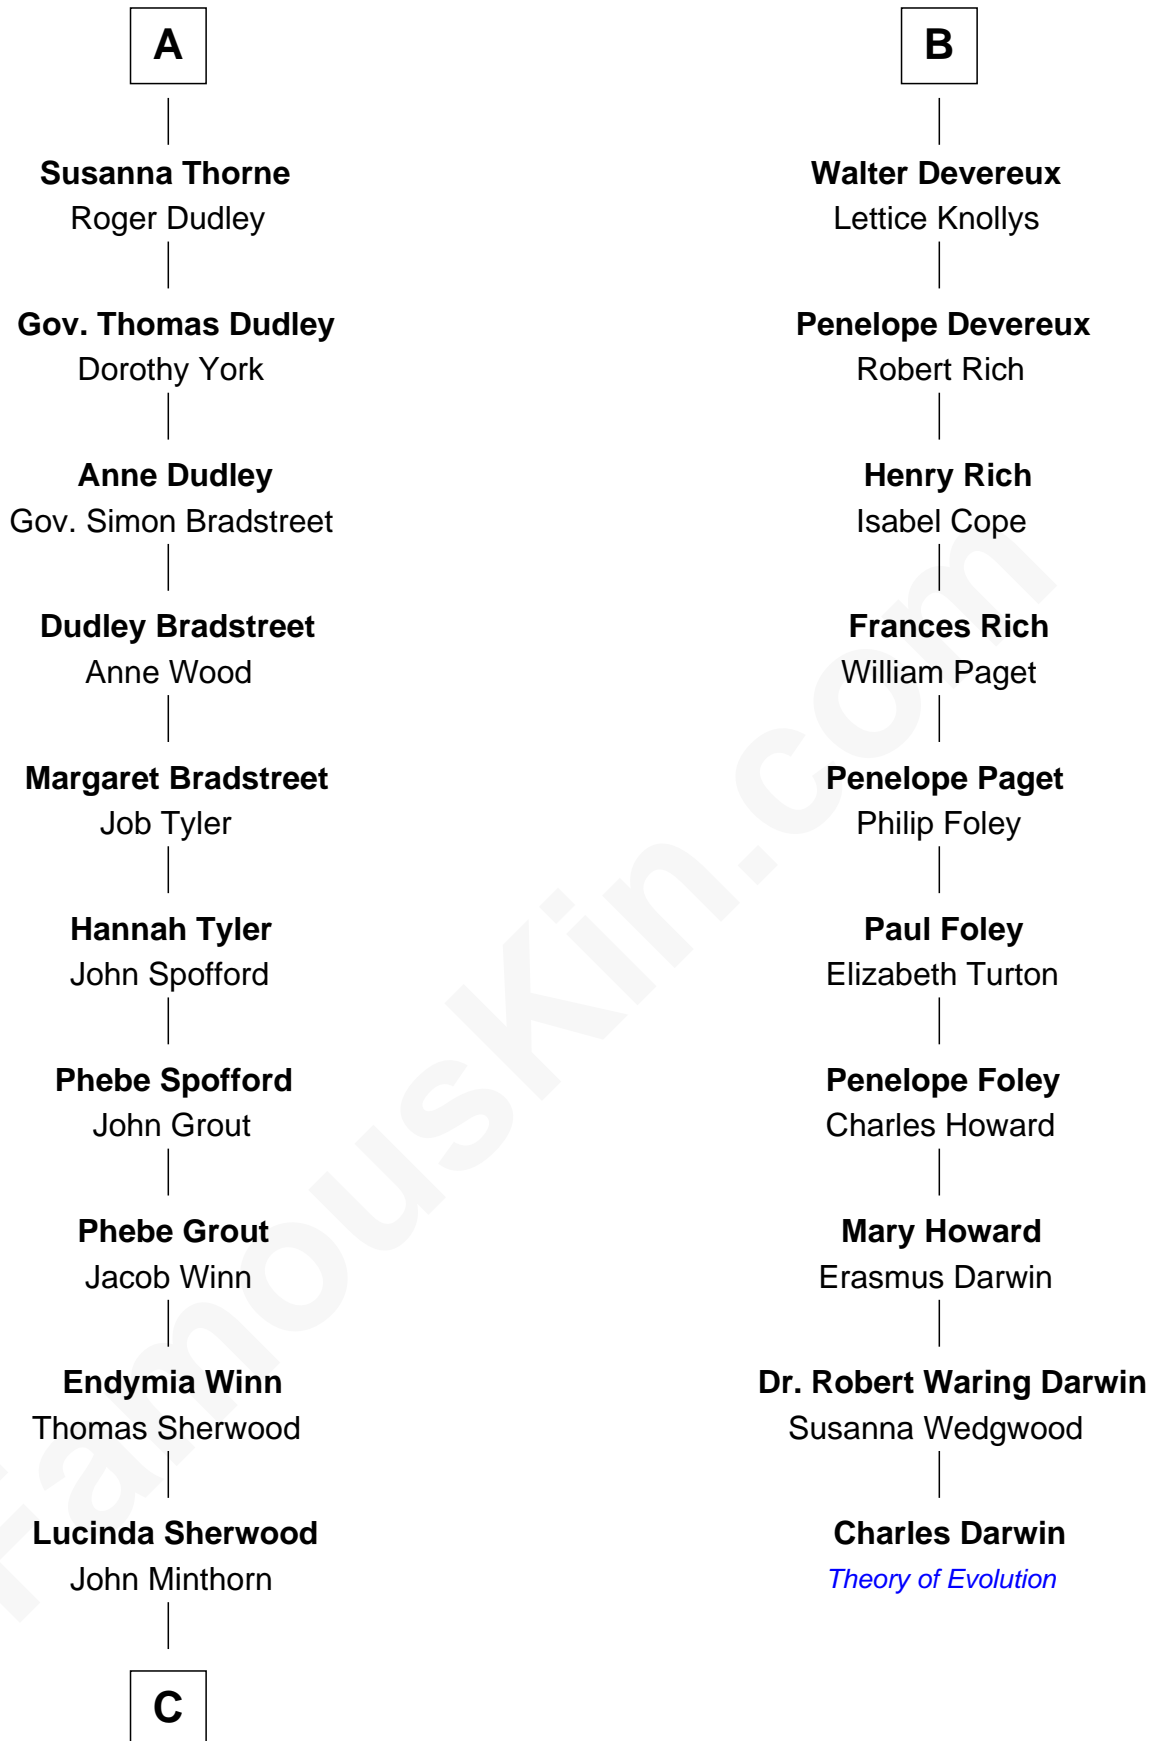 A
Susanna Thorne
Roger Dudley
Gov. Thomas Dudley
Dorothy York
Anne Dudley
Gov. Simon Bradstreet
Dudley Bradstreet
Anne Wood
Margaret Bradstreet
Job Tyler
Hannah Tyler
John Spofford
Phebe Spofford
John Grout
Phebe Grout
Jacob Winn
Endymia Winn
Thomas Sherwood
Lucinda Sherwood
John Minthorn
C
B
Walter Devereux
Lettice Knollys
Penelope Devereux
Robert Rich
Henry Rich
Isabel Cope
Frances Rich
William Paget
Penelope Paget
Philip Foley
Paul Foley
Elizabeth Turton
Penelope Foley
Charles Howard
Mary Howard
Erasmus Darwin
Dr. Robert Waring Darwin
Susanna Wedgwood
Charles Darwin
Theory of Evolution
FamousKin.com